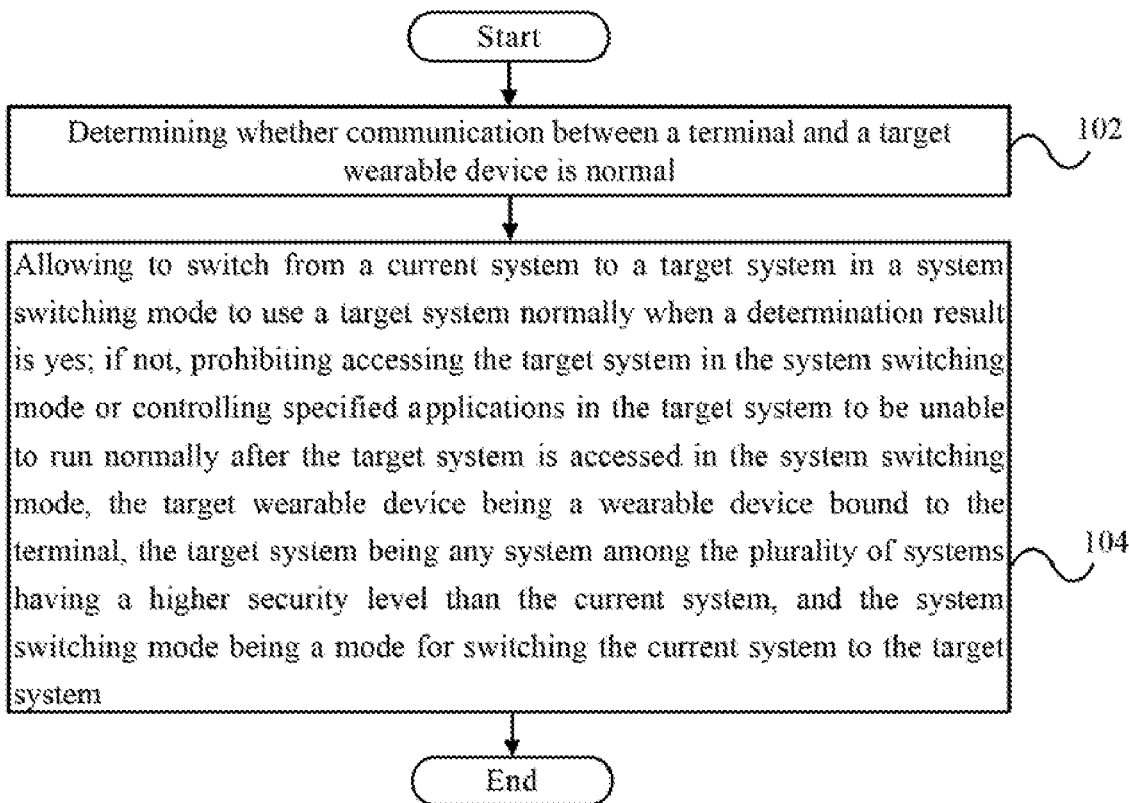 Start
Determining whether communication between a terminal and a target
wearable device is normal
102
Allowing to switch from a current system to a target system in a system
switching mode to use a target system normally when a determination result
is yes; if not, prohibiting accessing the target system in the system switching
mode or controlling specified applications in the target system to be unable
to run normally after the target system is accessed in the system switching
mode, the target wearable device being a wearable device bound to the
terminal, the target system being any system among the plurality of systems
having a higher security level than the current system, and the system
switching mode being a mode for switching the current system to the target
system
104
End